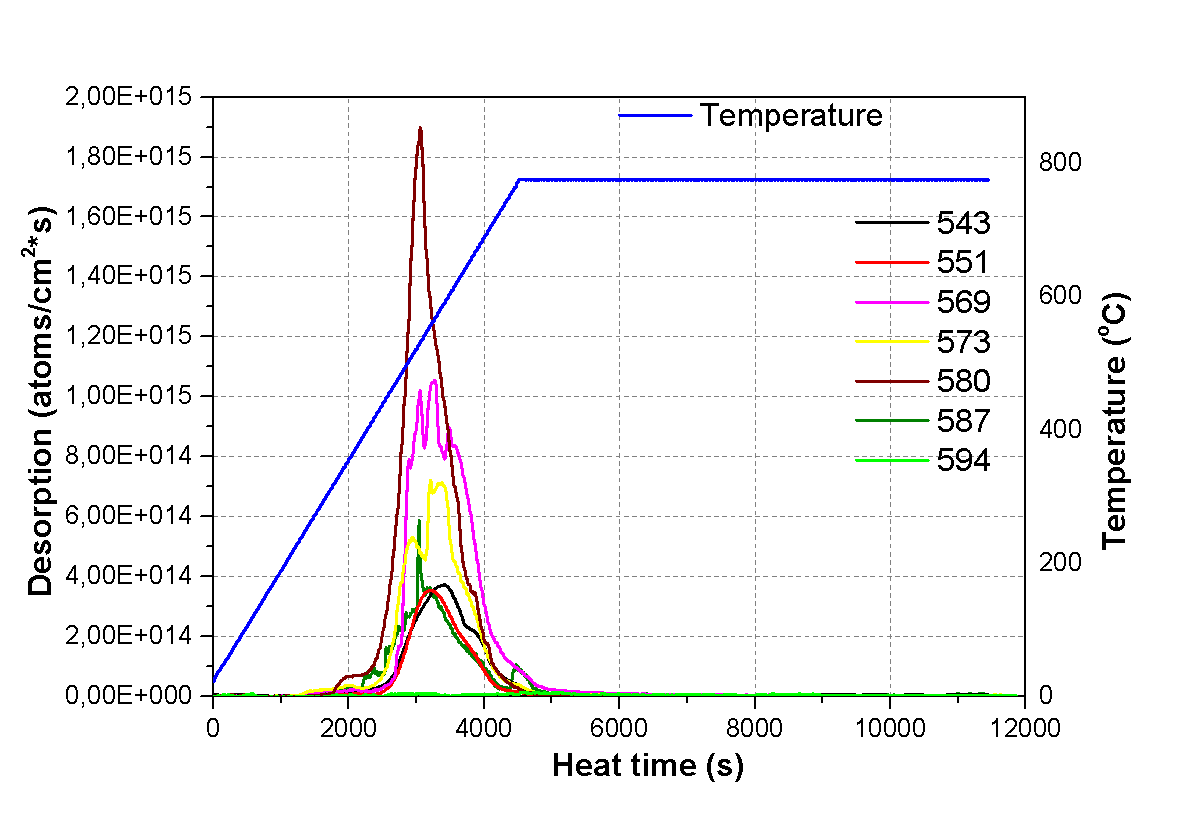 2,00E+015
1,80E+015
1,60E+015
1,40E+015
1,20E+015
1,00E+015
8,00E+014
6,00E+014
4,00E+014
2,00E+014
0,00E+000
Desorption (atoms/cm²*s)
Temperature
543
551
569
573
580
587
594
800
600
400
200
0
Temperature (°C)
0 2000 4000 6000 8000 10000 12000
Heat time (s)